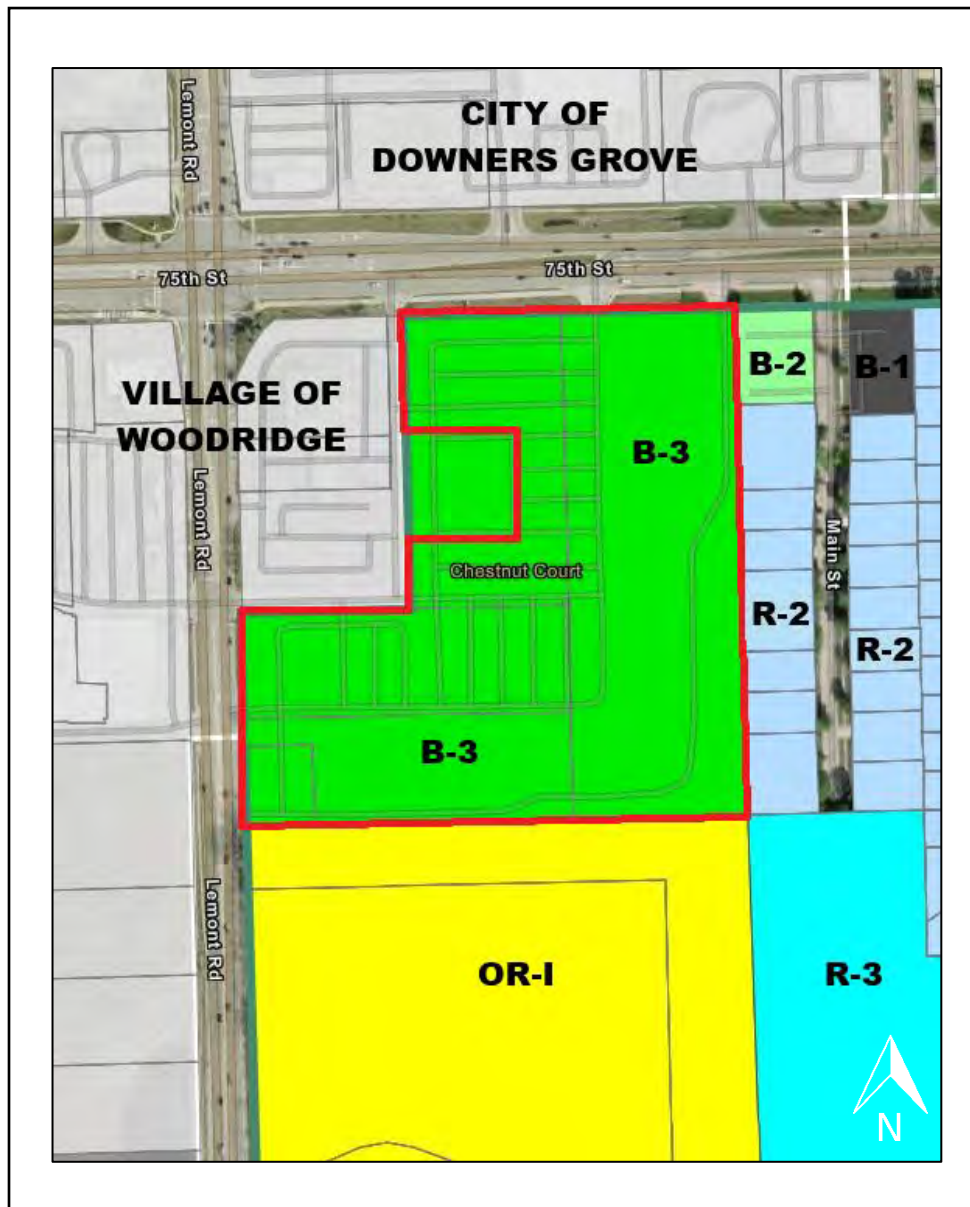 Lemont Rd
CITY OF
DOWNERS GROVE
75th St
75th St
VILLAGE OF
WOODRIDGE
B-2
B-1
B-3
Lemont Rd
Main St
Chestnut Court
R-2
R-2
B-3
Lemont Rd
OR-I
R-3
N